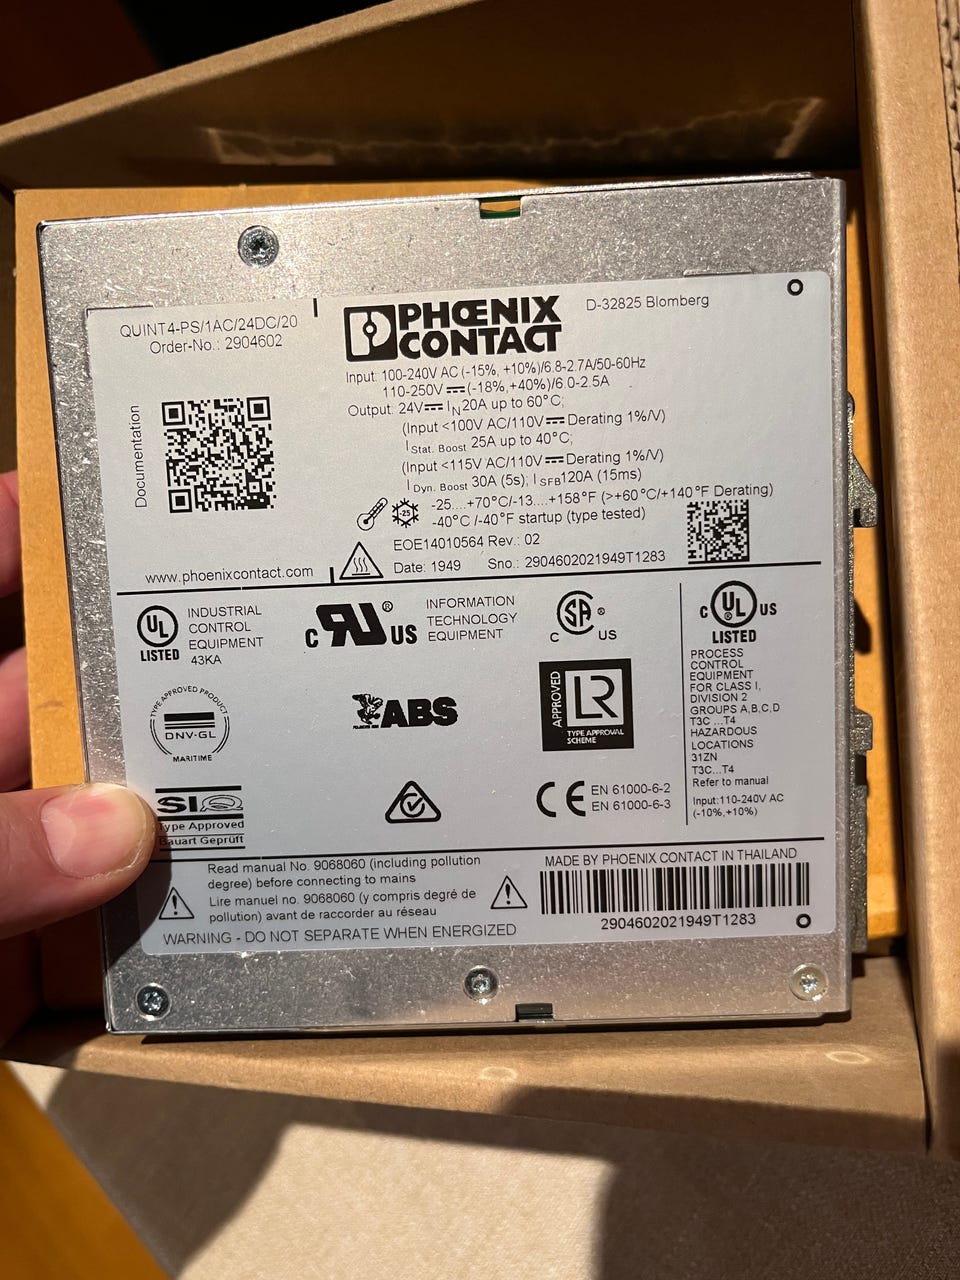 QUINT4-PS/1AC/24DC/20
Order-No.: 2904602
PHŒNIX
CONTACT
D-32825 Blomberg
Documentation
www.phoenixcontact.com
Input: 100-240V AC (-15%, +10%)/6.8-2.7A/50-60Hz
110-250V⎓(-18%,+40%)/6.0-2.5A
Output: 24V⎓ IN 20A up to 60°C;
(Input <100V AC/110V⎓ Derating 1%/V)
I Stat. Boost 25A up to 40°C;
(Input <115V AC/110V⎓ Derating 1%/V)
I Dyn. Boost 30A (5s); I SFB 120A (15ms)
-25
-25....+70°C/-13....+158°F (>+60°C/+140°F Derating)
-40°C /-40°F startup (type tested)
EOE14010564 Rev.: 02
Date: 1949 Sno.: 2904602021949T1283
UL
LISTED
INDUSTRIAL
CONTROL
EQUIPMENT
43KA
c RU ® US
INFORMATION
TECHNOLOGY
EQUIPMENT
SA ®
C US
C UL ® US
LISTED
PROCESS
CONTROL
EQUIPMENT
FOR CLASS I,
DIVISION 2
GROUPS A,B,C,D
T3C ...T4
HAZARDOUS
LOCATIONS
31ZN
T3C...T4
Refer to manual
Input:110-240V AC
(-10%,+10%)
TYPE APPROVED PRODUCT
DNV·GL
MARITIME
ABS
APPROVED
LR
TYPE APPROVAL
SCHEME
SIQ
Type Approved
Bauart Geprüft
CE
EN 61000-6-2
EN 61000-6-3
Read manual No. 9068060 (including pollution
degree) before connecting to mains
Lire manuel no. 9068060 (y compris degré de
pollution) avant de raccorder au réseau
WARNING - DO NOT SEPARATE WHEN ENERGIZED
MADE BY PHOENIX CONTACT IN THAILAND
2904602021949T1283